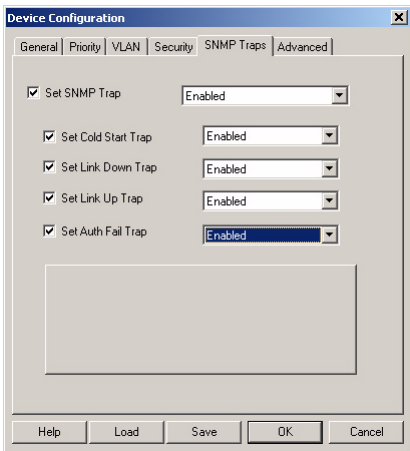 Device Configuration
General Priority VLAN Security SNMP Traps Advanced
Set SNMP Trap Enabled
Set Cold Start Trap Enabled
Set Link Down Trap Enabled
Set Link Up Trap Enabled
Set Auth Fail Trap Enabled
Help Load Save OK Cancel